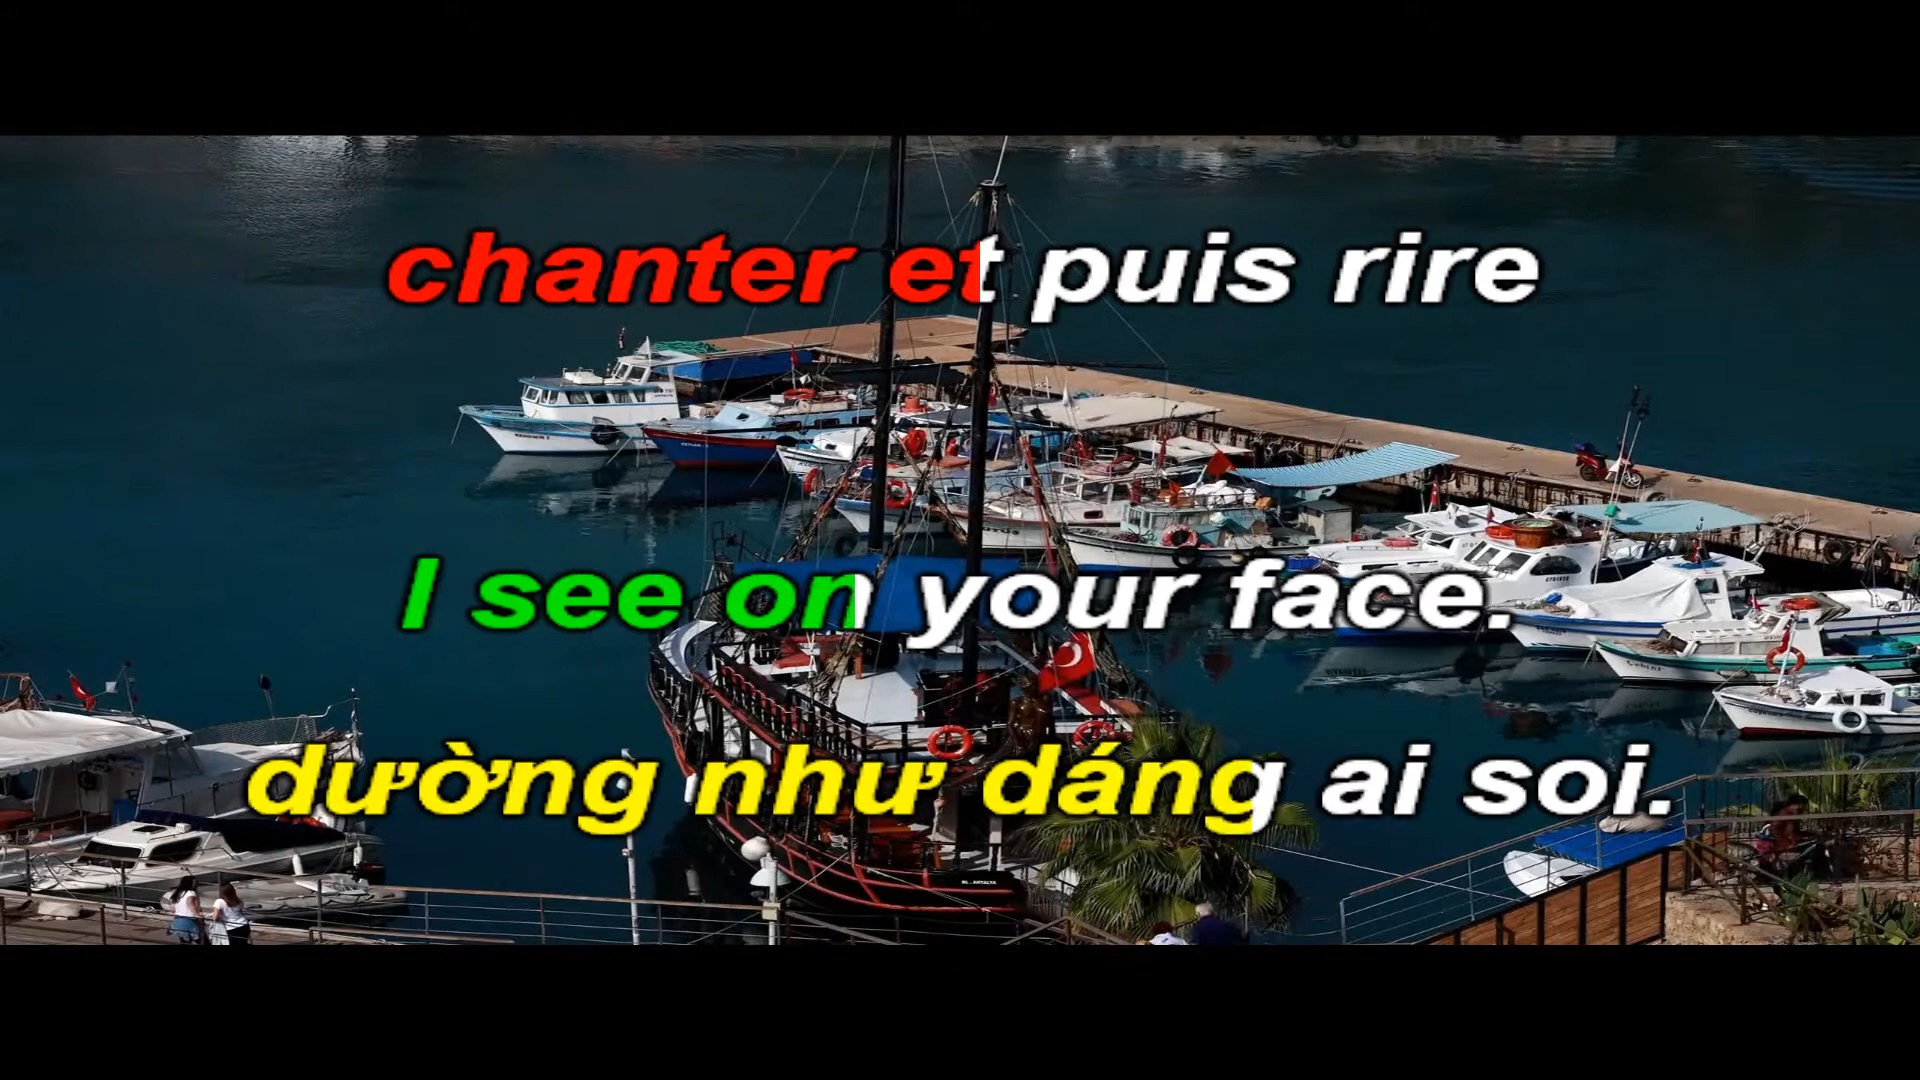 chanter et puis rire
I see on your face.
dường như dáng ai soi.